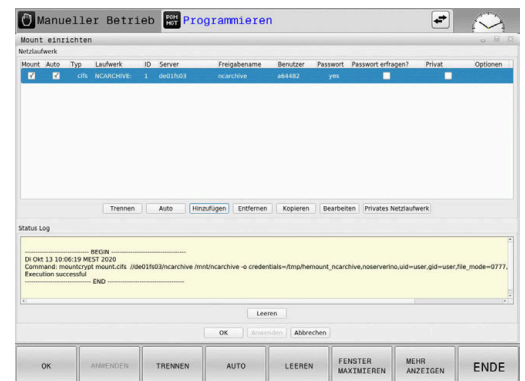 Manueller Betrieb PGM MGT Programmieren
Mount einrichten
Netzlaufwerk
Mount Auto Typ Laufwerk ID Server Freigabename Benutzer Passwort Passwort erfragen? Privat Optionen
cifs NCARCHIVE: 1 de01fs03 ncarchive a64482 yes
Trennen Auto Hinzufügen Entfernen Kopieren Bearbeiten Privates Netzlaufwerk
Status Log
---------------------------- BEGIN ----------------------------
Di Okt 13 10:06:19 MEST 2020
Command: mountcrypt mount.cifs //de01fs03/ncarchive /mnt/ncarchive -o credentials=/tmp/hemount_ncarchive,noserverino,uid=user,gid=user,file_mode=0777,
Execution successful
---------------------------- END ----------------------------
Leeren
OK Anwenden Abbrechen
OK ANWENDEN TRENNEN AUTO LEEREN FENSTER MAXIMIEREN MEHR ANZEIGEN ENDE